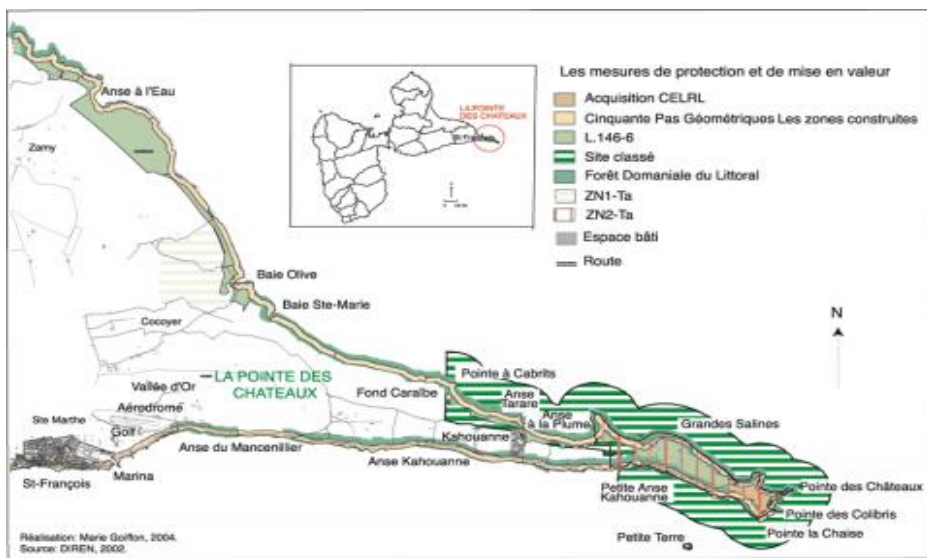 Les mesures de protection et de mise en valeur
Acquisition CELRL
Cinquante Pas Géométriques Les zones construites
L.146-6
Site classé
Forêt Domaniale du Littoral
ZN1-Ta
ZN2-Ta
Espace bâti
Route
LA POINTE
DES CHATEAUX
St François
N
Anse à l'Eau
Zamy
Baie Olive
Baie Ste-Marie
Cocoyer
LA POINTE DES
CHATEAUX
Vallée d'Or
Aérodrome
Ste Marthe
Golf
Marina
St-François
Anse du Mancenillier
Fond Caraïbe
Pointe à Cabrits
Anse
Tarare
Anse
à la Plume
Kahouanne
Anse Kahouanne
Grandes Salines
Petite Anse
Kahouanne
Pointe des Châteaux
Pointe des Colibris
Pointe la Chaise
Petite Terre
Réalisation: Marie Goiffon, 2004.
Source: DIREN, 2002.